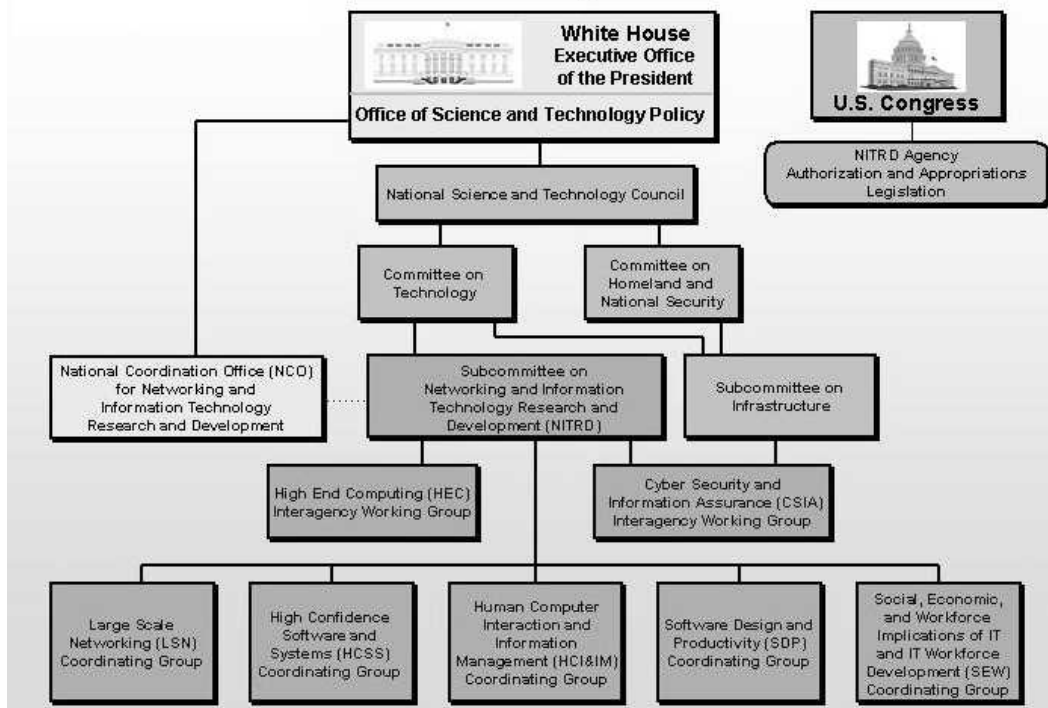 White House
Executive Office
of the President
Office of Science and Technology Policy
U.S. Congress
NITRD Agency
Authorization and Appropriations
Legislation
National Science and Technology Council
Committee on
Technology
Committee on
Homeland and
National Security
National Coordination Office (NCO)
for Networking and
Information Technology
Research and Development
Subcommittee on
Networking and Information
Technology Research and
Development (NITRD)
Subcommittee on
Infrastructure
High End Computing (HEC)
Interagency Working Group
Cyber Security and
Information Assurance (CSIA)
Interagency Working Group
Large Scale
Networking (LSN)
Coordinating Group
High Confidence
Software and
Systems (HCSS)
Coordinating Group
Human Computer
Interaction and
Information
Management (HCI&IM)
Coordinating Group
Software Design and
Productivity (SDP)
Coordinating Group
Social, Economic,
and Workforce
Implications of IT
and IT Workforce
Development (SEW)
Coordinating Group